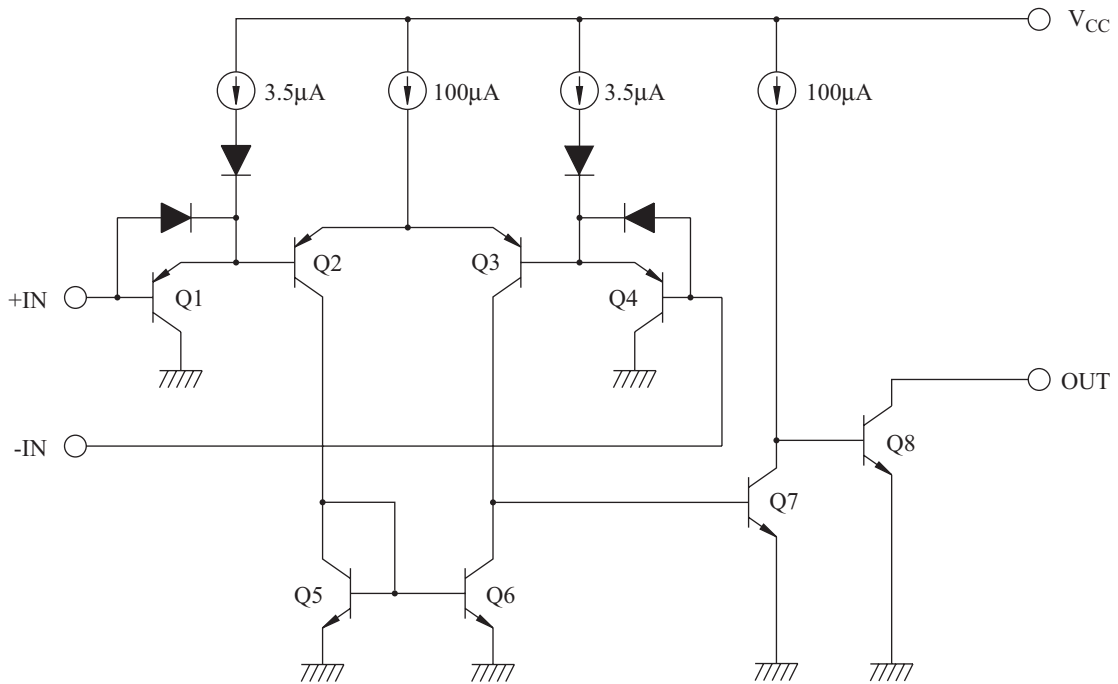 V_CC
3.5μA
100μA
3.5μA
100μA
Q2
Q3
+IN
Q1
Q4
OUT
-IN
Q8
Q7
Q5
Q6